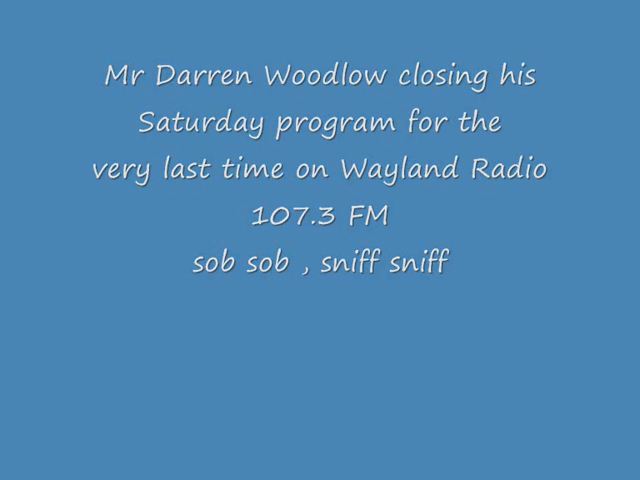 Mr Darren Woodlow closing his
Saturday program for the
very last time on Wayland Radio
107.3 FM
sob sob , sniff sniff